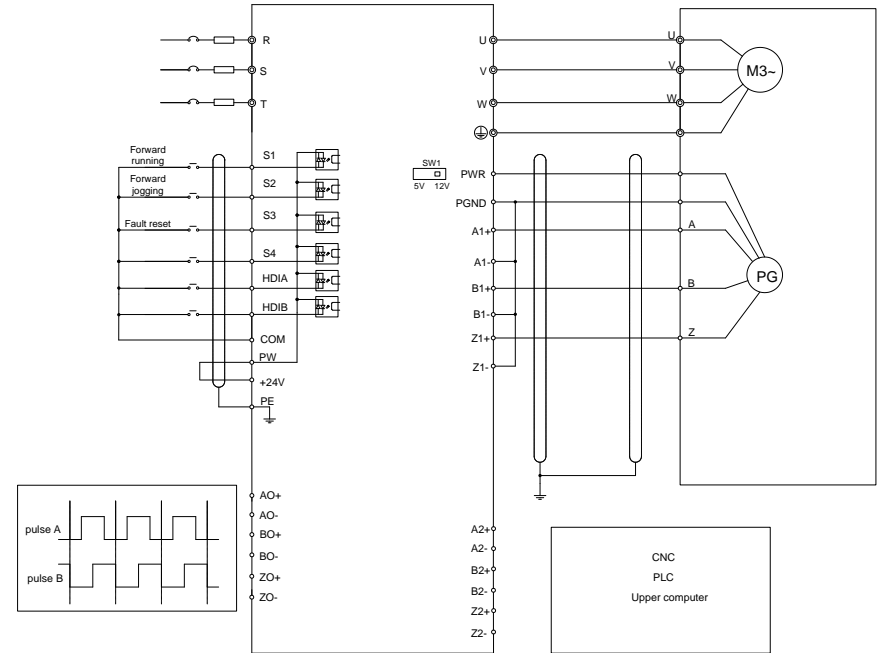 R
S
T
Forward
running
S1
Forward
jogging
S2
Fault reset
S3
S4
HDIA
HDIB
COM
PW
+24V
PE
AO+
AO-
BO+
BO-
ZO+
ZO-
pulse A
pulse B
U
V
W
SW1
5V 12V
PWR
PGND
A1+
A1-
B1+
B1-
Z1+
Z1-
A2+
A2-
B2+
B2-
Z2+
Z2-
U
V
W
M3~
A
B
Z
PG
CNC
PLC
Upper computer